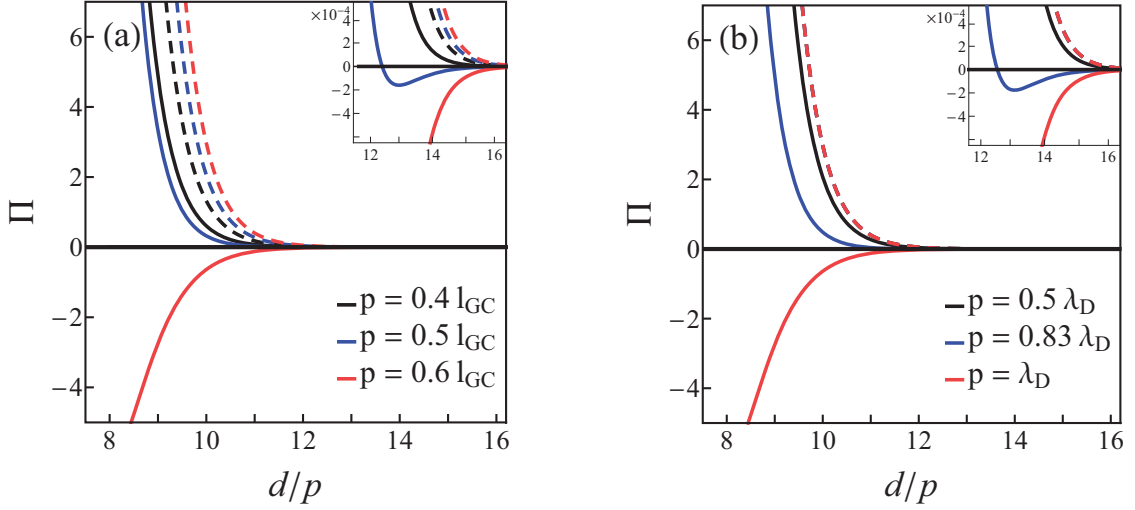 (a)
×10⁻⁴
4
2
0
−2
−4
12
14
16
6
4
2
0
−2
−4
Π
p = 0.4 l_GC
p = 0.5 l_GC
p = 0.6 l_GC
8 10 12 14 16
d/p
(b)
×10⁻⁴
4
2
0
−2
−4
12
14
16
6
4
2
0
−2
−4
Π
p = 0.5 λ_D
p = 0.83 λ_D
p = λ_D
8 10 12 14 16
d/p